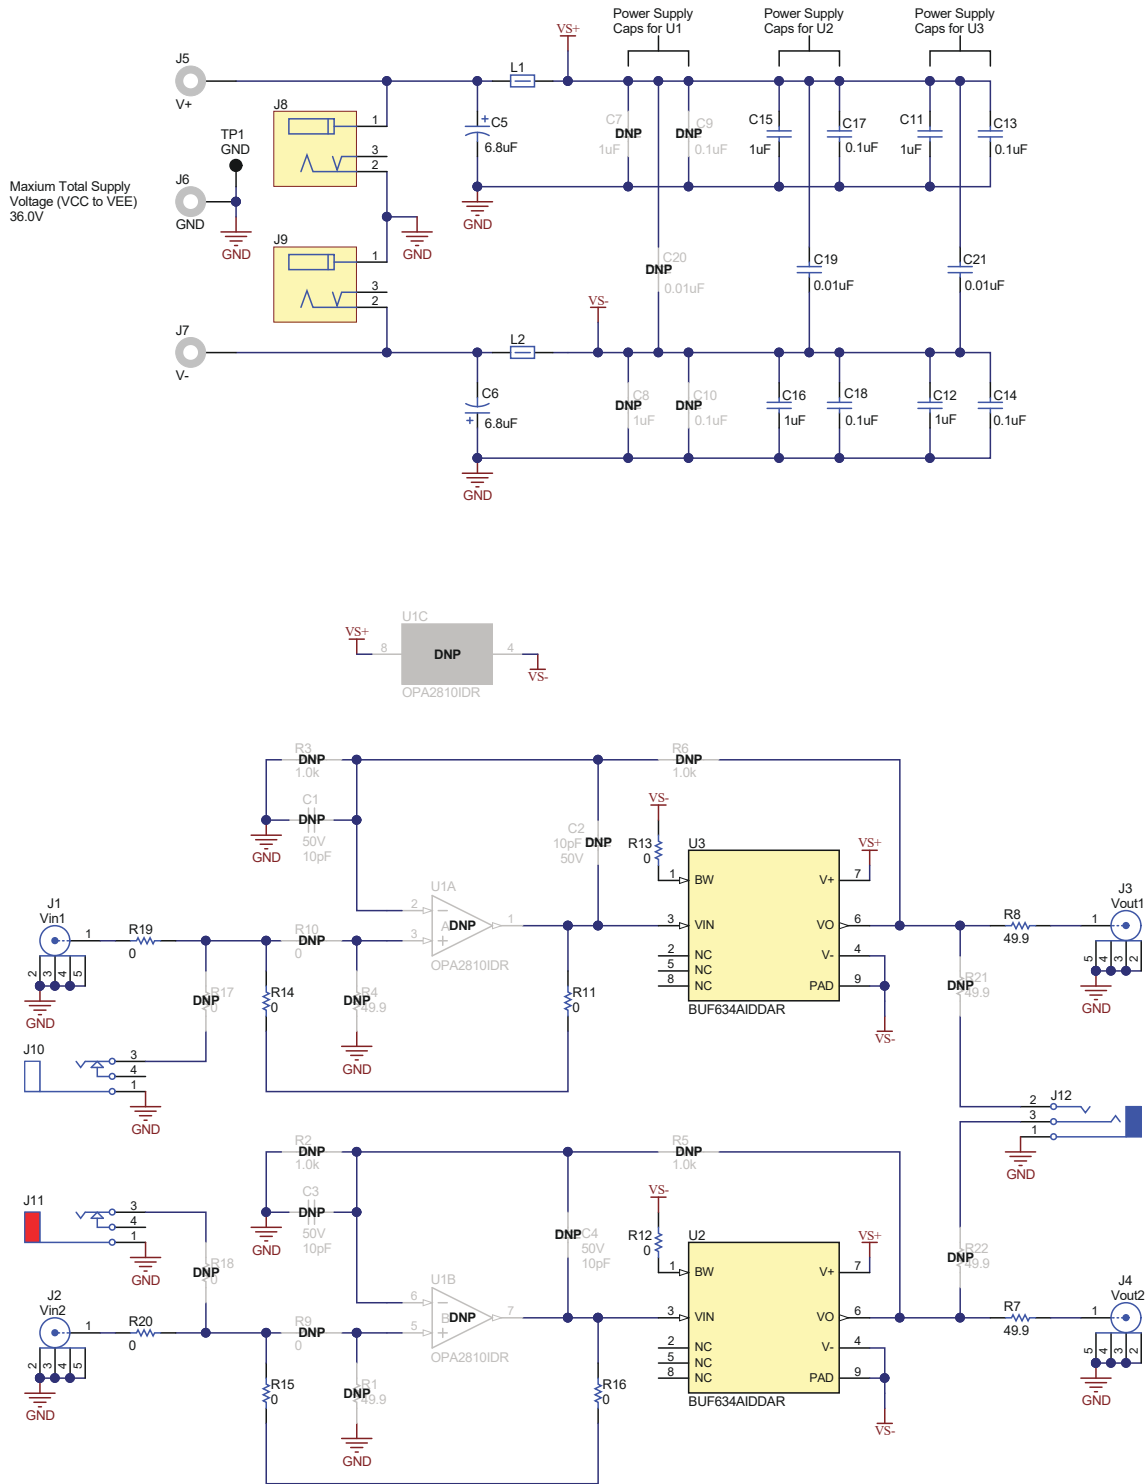 Power Supply
Caps for U1
Power Supply
Caps for U2
Power Supply
Caps for U3
VS+
J5
V+
L1
J8
1
3
2
C5
+
6.8uF
C7
DNP
1uF
C9
DNP
0.1uF
C15
1uF
C17
0.1uF
C11
1uF
C13
0.1uF
TP1
GND
Maxium Total Supply
Voltage (VCC to VEE)
36.0V
J6
GND
GND
GND
GND
J9
1
3
2
C20
DNP
0.01uF
C19
0.01uF
C21
0.01uF
VS-
J7
V-
L2
C6
+
6.8uF
C8
DNP
1uF
C10
DNP
0.1uF
C16
1uF
C18
0.1uF
C12
1uF
C14
0.1uF
GND
U1C
VS+
8
DNP
4
VS-
OPA2810IDR
R3
DNP
1.0k
R6
DNP
1.0k
C1
DNP
50V
10pF
GND
C2
10pF
DNP
50V
VS-
R13
0
U3
VS+
1
BW
V+
7
U1A
2
A
DNP
1
3
OPA2810IDR
3
VIN
VO
6
2
NC
V-
4
5
NC
8
NC
PAD
9
BUF634AIDDAR
VS-
J1
Vin1
1
2
3
4
5
GND
R19
0
R10
DNP
0
R17
DNP
0
R14
0
R4
DNP
49.9
GND
R11
0
R8
49.9
J3
Vout1
1
5
4
3
2
GND
R21
DNP
49.9
J10
3
4
1
GND
J12
2
3
1
GND
R2
DNP
1.0k
R5
DNP
1.0k
C3
DNP
50V
10pF
GND
C4
DNP
50V
10pF
J11
3
4
1
GND
R18
DNP
0
VS-
R12
0
U2
VS+
1
BW
V+
7
R22
DNP
49.9
U1B
6
B
DNP
7
5
OPA2810IDR
3
VIN
VO
6
2
NC
V-
4
5
NC
8
NC
PAD
9
BUF634AIDDAR
VS-
J2
Vin2
1
2
3
4
5
GND
R20
0
R9
DNP
0
R15
0
R1
DNP
49.9
GND
R16
0
R7
49.9
J4
Vout2
1
5
4
3
2
GND